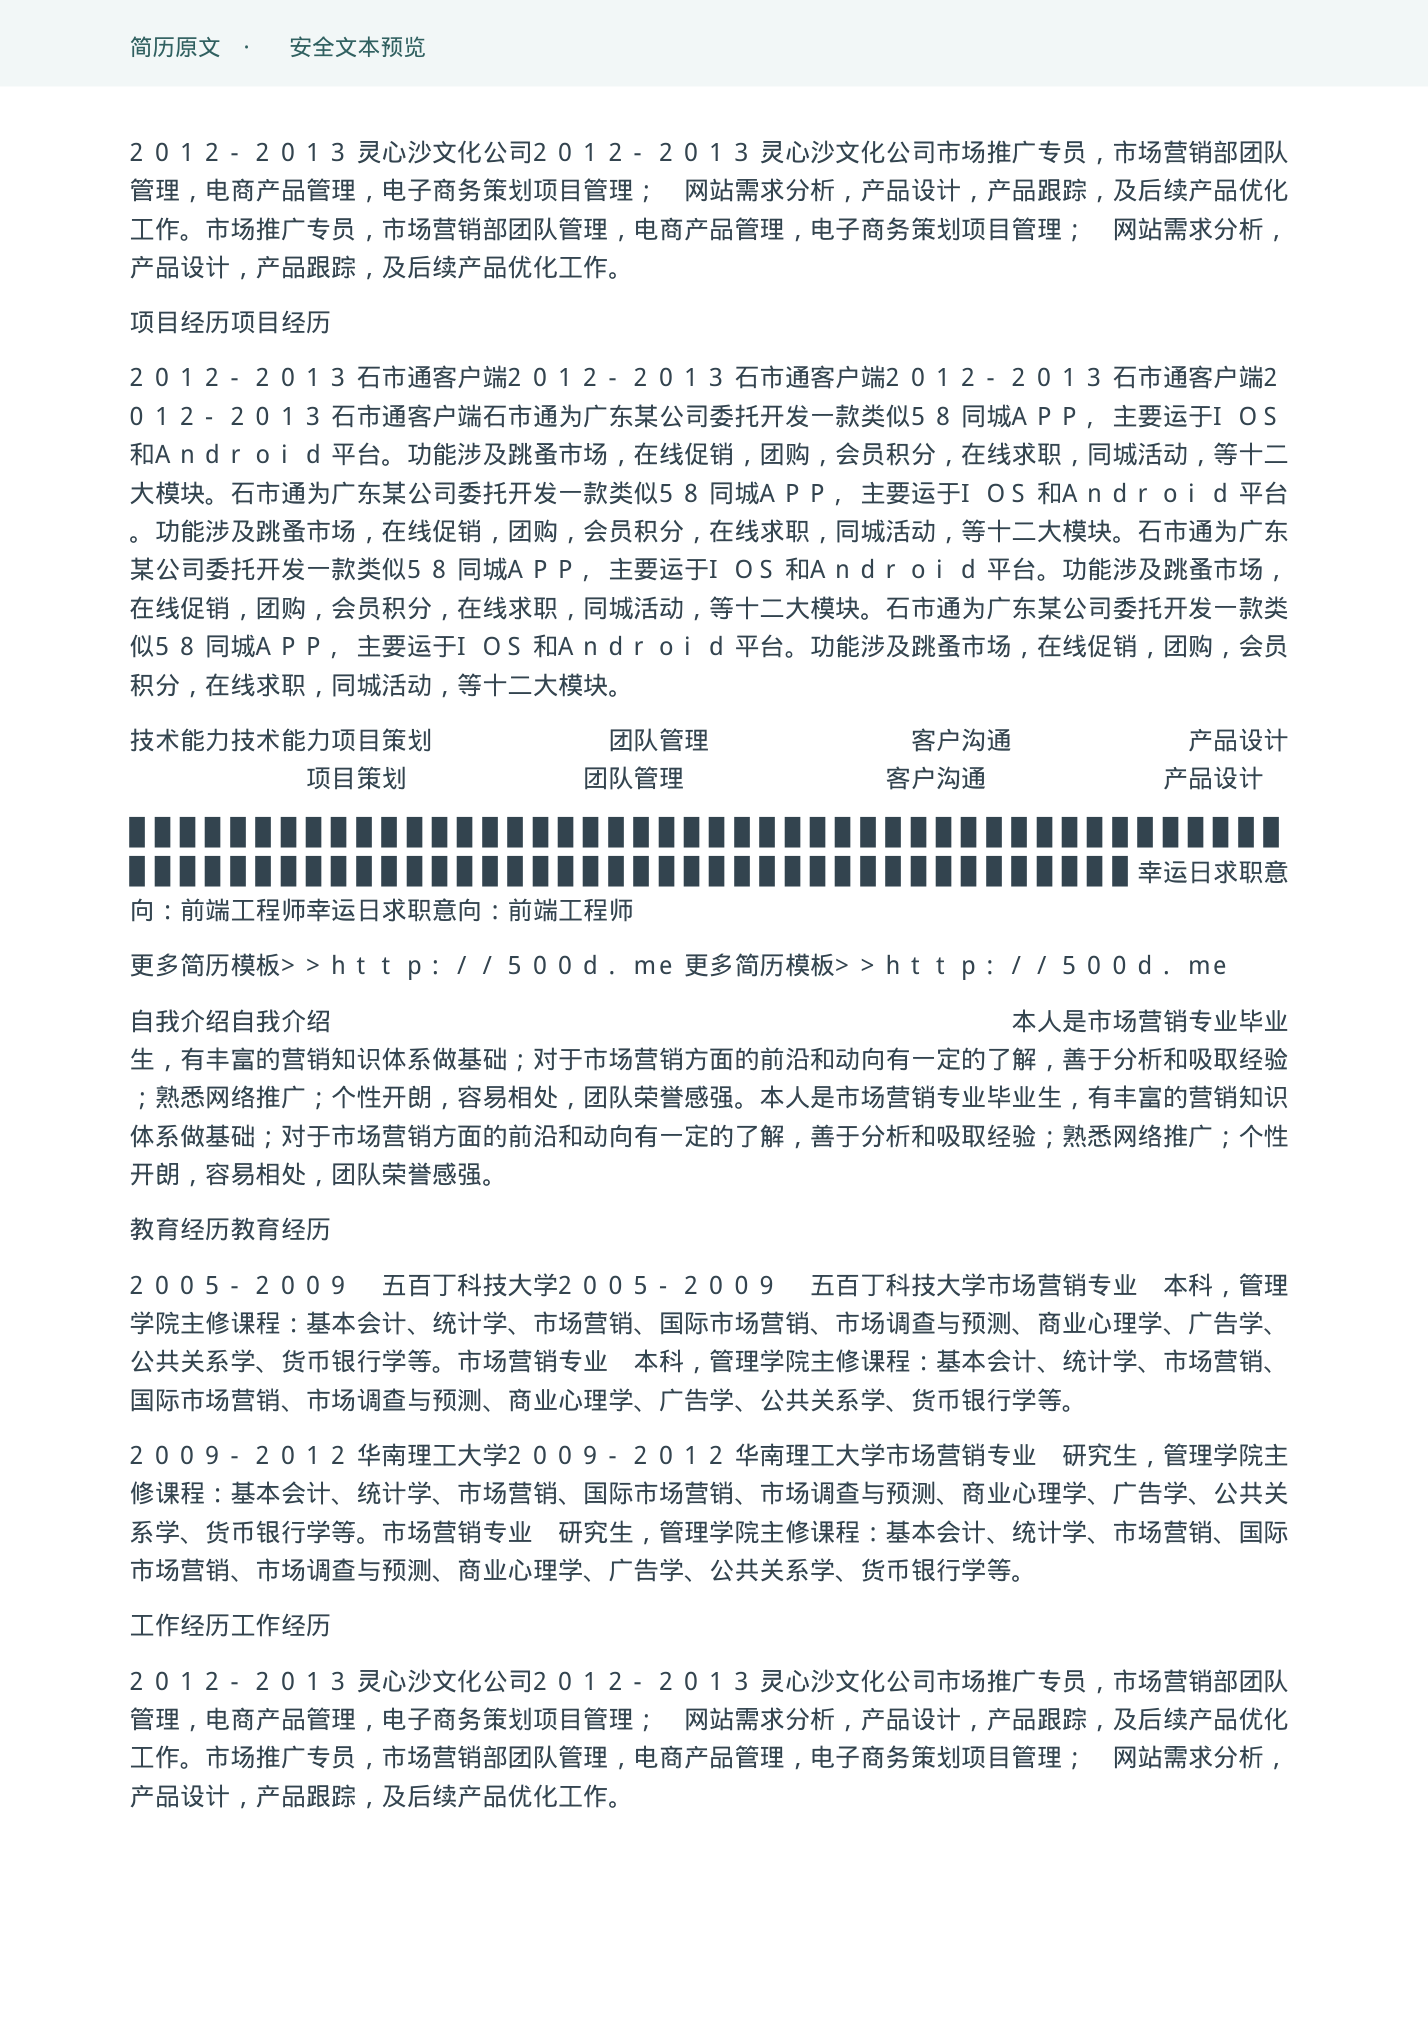 简历原文 · 安全文本预览
2012-2013灵心沙文化公司2012-2013灵心沙文化公司市场推广专员，市场营销部团队
管理，电商产品管理，电子商务策划项目管理； 网站需求分析，产品设计，产品跟踪，及后续产品优化
工作。市场推广专员，市场营销部团队管理，电商产品管理，电子商务策划项目管理； 网站需求分析，
产品设计，产品跟踪，及后续产品优化工作。
项目经历项目经历
2012-2013石市通客户端2012-2013石市通客户端2012-2013石市通客户端2
012-2013石市通客户端石市通为广东某公司委托开发一款类似58同城APP，主要运于IOS
和Android平台。功能涉及跳蚤市场，在线促销，团购，会员积分，在线求职，同城活动，等十二
大模块。石市通为广东某公司委托开发一款类似58同城APP，主要运于IOS和Android平台
。功能涉及跳蚤市场，在线促销，团购，会员积分，在线求职，同城活动，等十二大模块。石市通为广东
某公司委托开发一款类似58同城APP，主要运于IOS和Android平台。功能涉及跳蚤市场，
在线促销，团购，会员积分，在线求职，同城活动，等十二大模块。石市通为广东某公司委托开发一款类
似58同城APP，主要运于IOS和Android平台。功能涉及跳蚤市场，在线促销，团购，会员
积分，在线求职，同城活动，等十二大模块。
技术能力技术能力项目策划 团队管理 客户沟通 产品设计
项目策划 团队管理 客户沟通 产品设计
幸运日求职意
向：前端工程师幸运日求职意向：前端工程师
更多简历模板>>http://500d.me更多简历模板>>http://500d.me
自我介绍自我介绍 本人是市场营销专业毕业
生，有丰富的营销知识体系做基础；对于市场营销方面的前沿和动向有一定的了解，善于分析和吸取经验
；熟悉网络推广；个性开朗，容易相处，团队荣誉感强。本人是市场营销专业毕业生，有丰富的营销知识
体系做基础；对于市场营销方面的前沿和动向有一定的了解，善于分析和吸取经验；熟悉网络推广；个性
开朗，容易相处，团队荣誉感强。
教育经历教育经历
2005-2009 五百丁科技大学2005-2009 五百丁科技大学市场营销专业 本科，管理
学院主修课程：基本会计、统计学、市场营销、国际市场营销、市场调查与预测、商业心理学、广告学、
公共关系学、货币银行学等。市场营销专业 本科，管理学院主修课程：基本会计、统计学、市场营销、
国际市场营销、市场调查与预测、商业心理学、广告学、公共关系学、货币银行学等。
2009-2012华南理工大学2009-2012华南理工大学市场营销专业 研究生，管理学院主
修课程：基本会计、统计学、市场营销、国际市场营销、市场调查与预测、商业心理学、广告学、公共关
系学、货币银行学等。市场营销专业 研究生，管理学院主修课程：基本会计、统计学、市场营销、国际
市场营销、市场调查与预测、商业心理学、广告学、公共关系学、货币银行学等。
工作经历工作经历
2012-2013灵心沙文化公司2012-2013灵心沙文化公司市场推广专员，市场营销部团队
管理，电商产品管理，电子商务策划项目管理； 网站需求分析，产品设计，产品跟踪，及后续产品优化
工作。市场推广专员，市场营销部团队管理，电商产品管理，电子商务策划项目管理； 网站需求分析，
产品设计，产品跟踪，及后续产品优化工作。